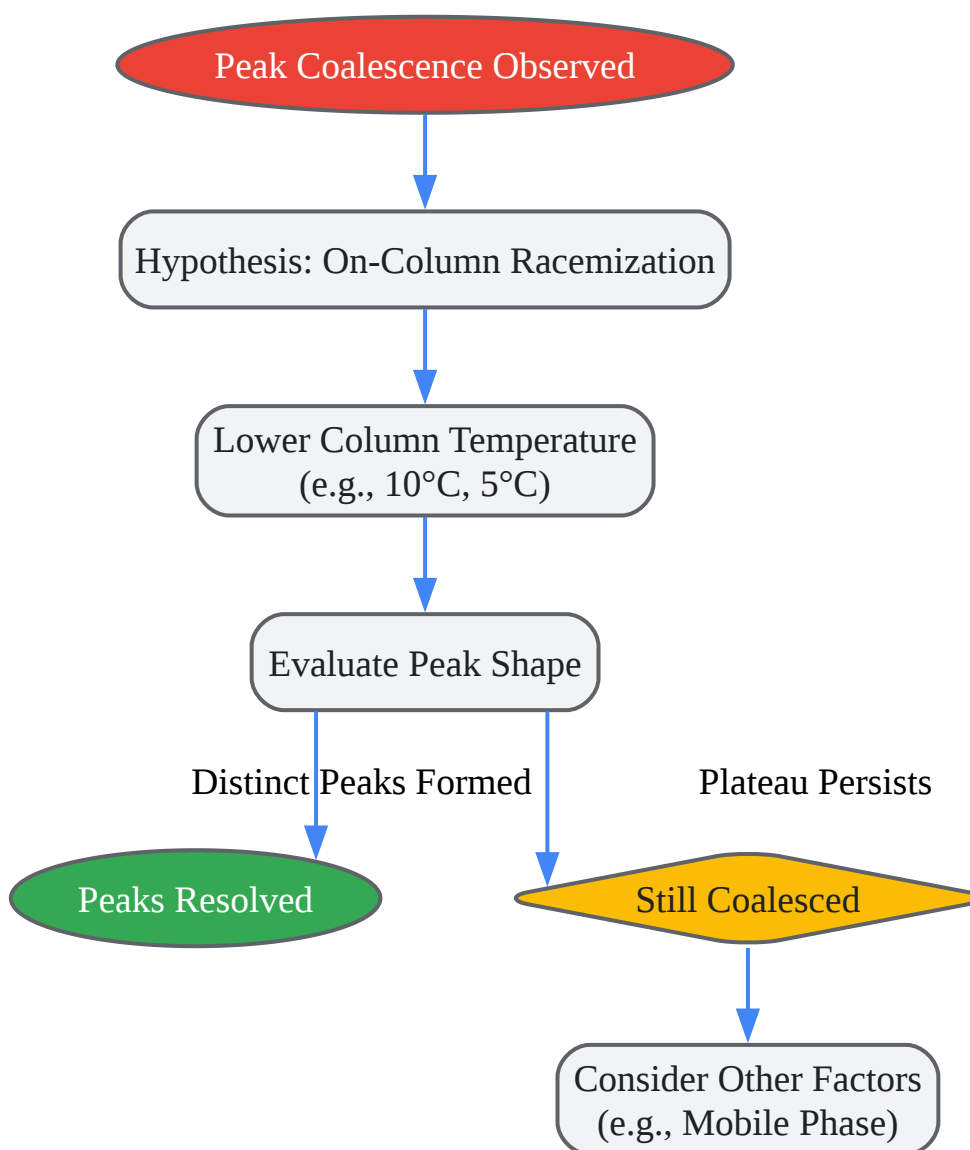 Peak Coalescence Observed
Hypothesis: On-Column Racemization
Lower Column Temperature
(e.g., 10°C, 5°C)
Evaluate Peak Shape
Distinct Peaks Formed
Plateau Persists
Peaks Resolved
Still Coalesced
Consider Other Factors
(e.g., Mobile Phase)